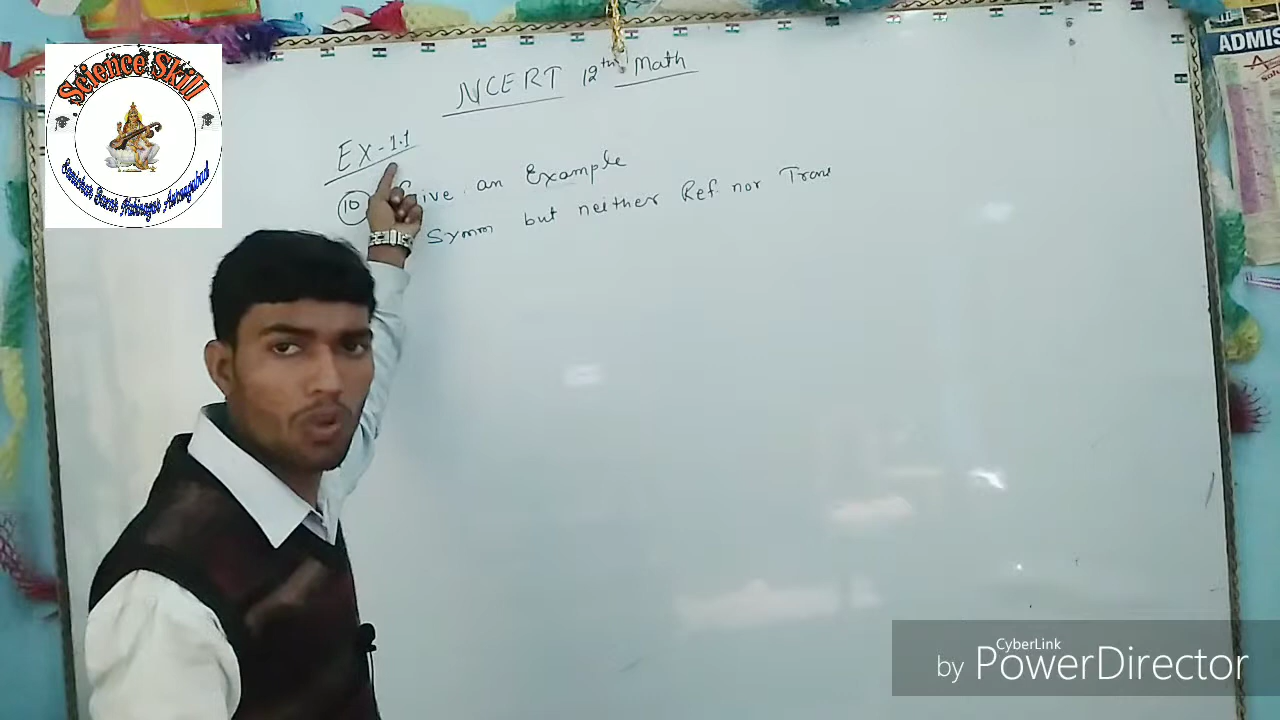 Science Skill
NCERT 12th Math
Ex-1.1
10 Give an Example
Symm but neither Ref. nor Trans
ADMIS
CyberLink
by PowerDirector